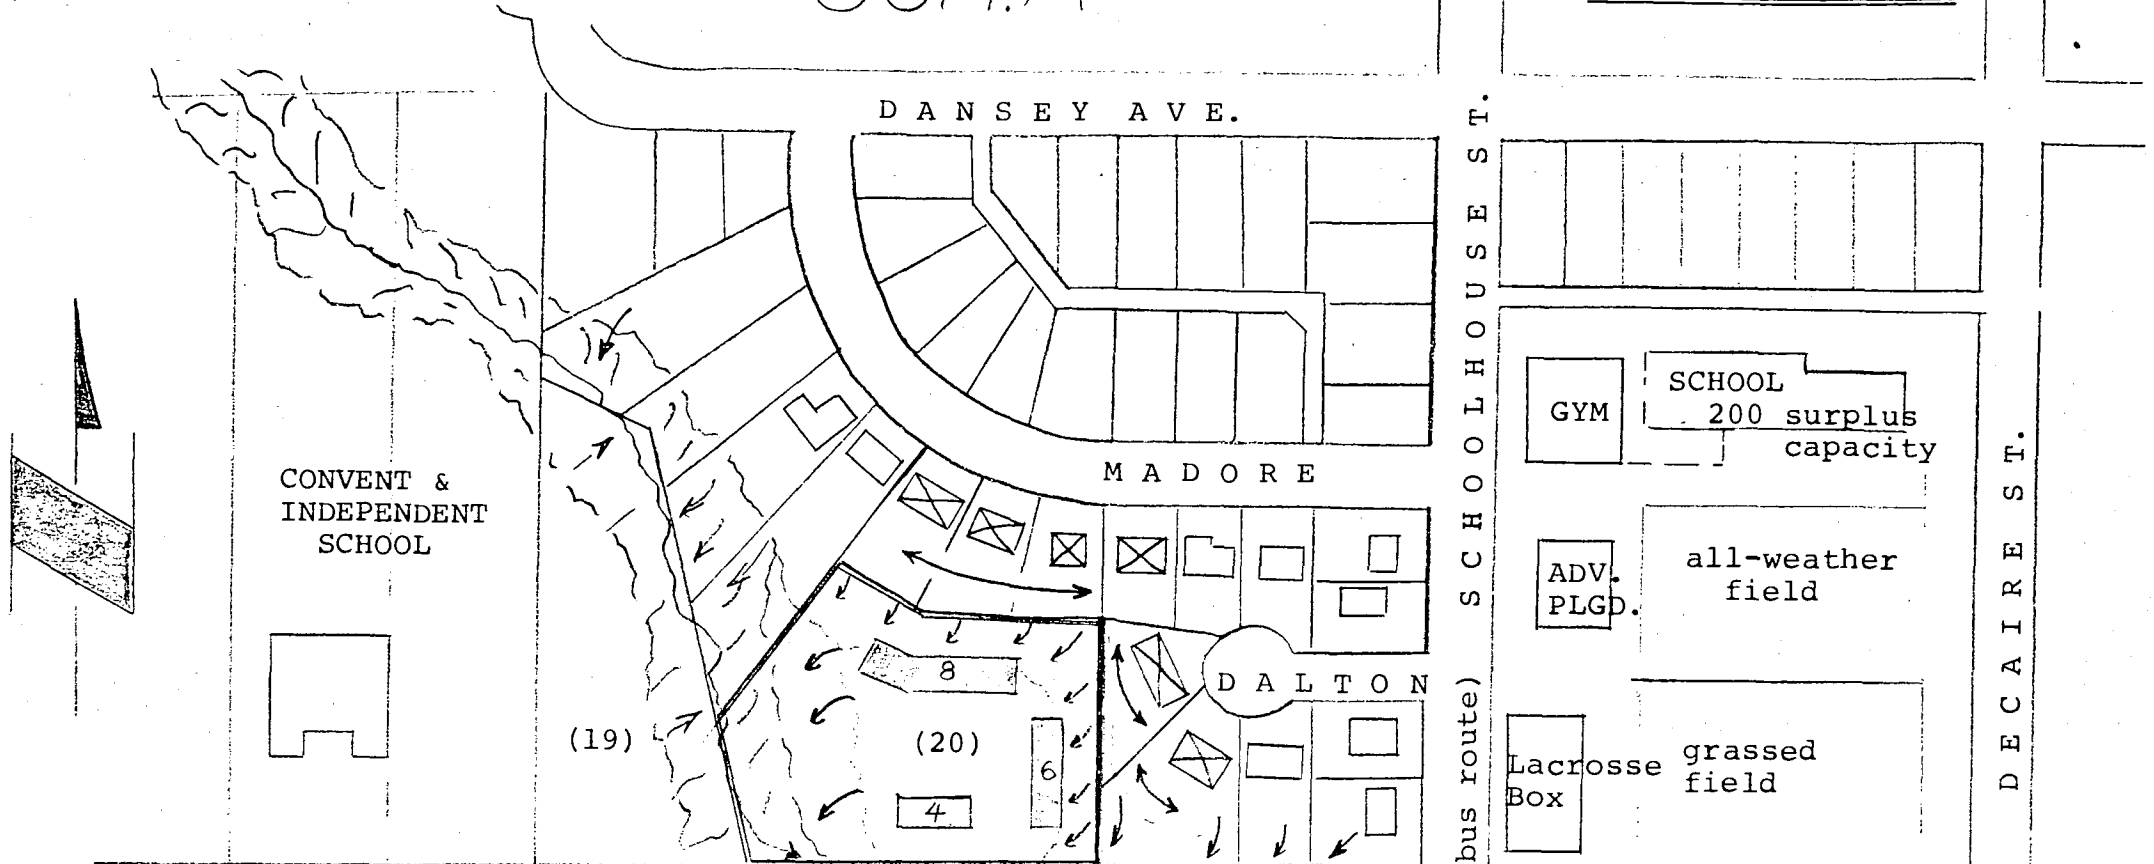 DANSEY AVE.
SCHOOLHOUSE ST.
bus route)
GYM
SCHOOL
200 surplus
capacity
MADORE
CONVENT &
INDEPENDENT
SCHOOL
ADV.
PLGD.
all-weather
field
DECAIRE ST.
8
DALTON
(19)
(20)
6
4
Lacrosse
Box
grassed
field